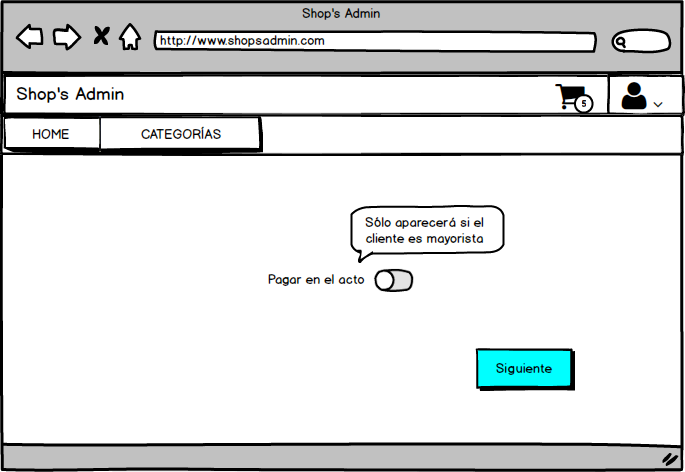 Shop's Admin
http://www.shopsadmin.com
Shop's Admin
5
HOME
CATEGORÍAS
Sólo aparecerá si el
cliente es mayorista
Pagar en el acto
Siguiente